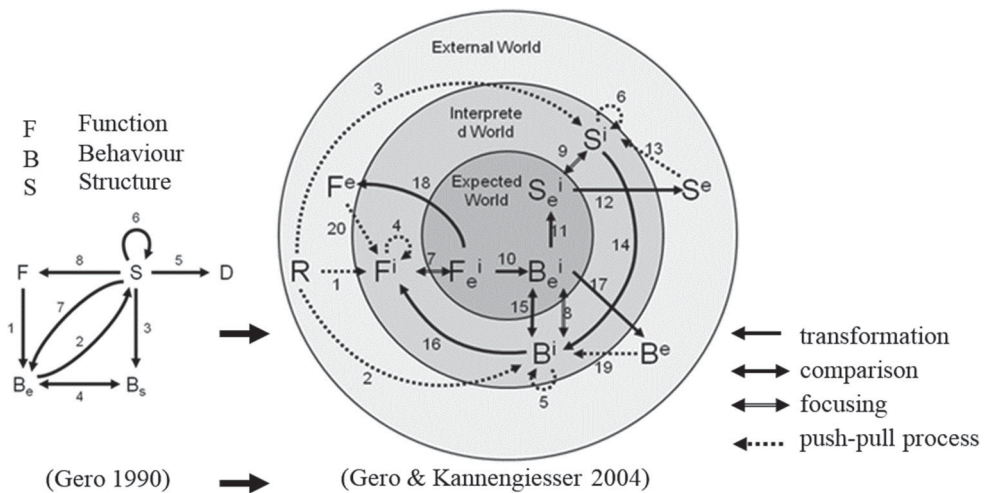 F Function
B Behaviour
S Structure
6
F 8 S 5 D
1 7 2 3
Be 4 Bs
(Gero 1990)
External World
3
Interprete
d World
6
Si
9 13
Expected
World
Fe 18 Sei 12 Se
20 4 11 14
R 1 Fi 7 Fei 10 Bei
15 8 17
16 Bi 19 Be
2 5
(Gero & Kannengiesser 2004)
transformation
comparison
focusing
push-pull process